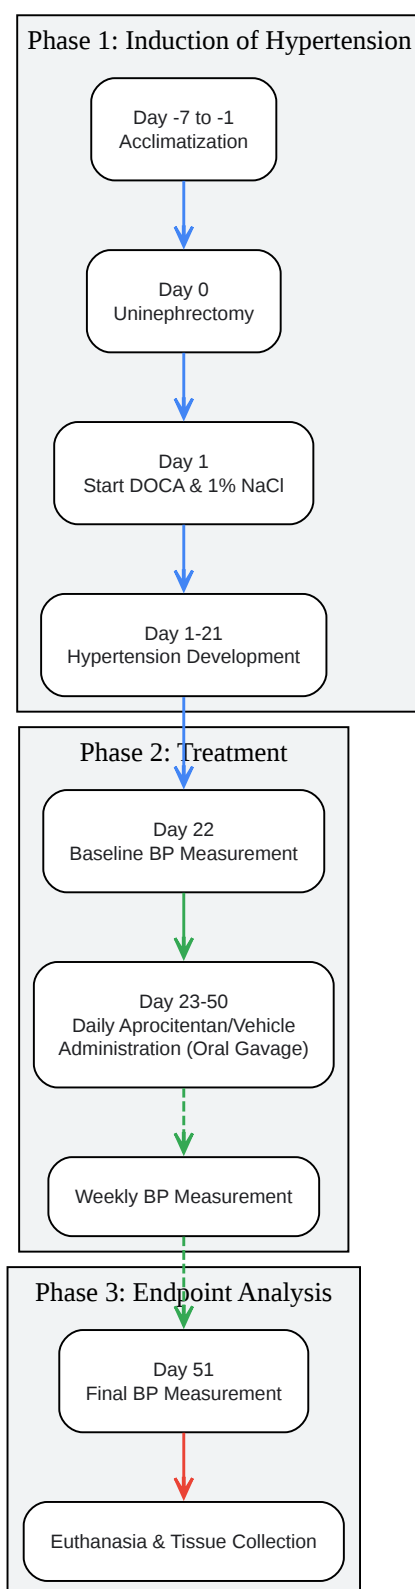 Phase 1: Induction of Hypertension
Day -7 to -1
Acclimatization
Day 0
Uninephrectomy
Day 1
Start DOCA & 1% NaCl
Day 1-21
Hypertension Development
Phase 2: Treatment
Day 22
Baseline BP Measurement
Day 23-50
Daily Aprocitentan/Vehicle
Administration (Oral Gavage)
Weekly BP Measurement
Phase 3: Endpoint Analysis
Day 51
Final BP Measurement
Euthanasia & Tissue Collection